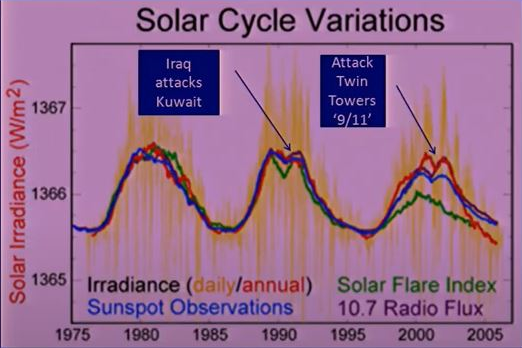 Solar Cycle Variations
Iraq
attacks
Kuwait
Attack
Twin
Towers
‘9/11’
Solar Irradiance (W/m²)
1367
1366
1365
Irradiance (daily/annual)
Solar Flare Index
Sunspot Observations
10.7 Radio Flux
1975 1980 1985 1990 1995 2000 2005